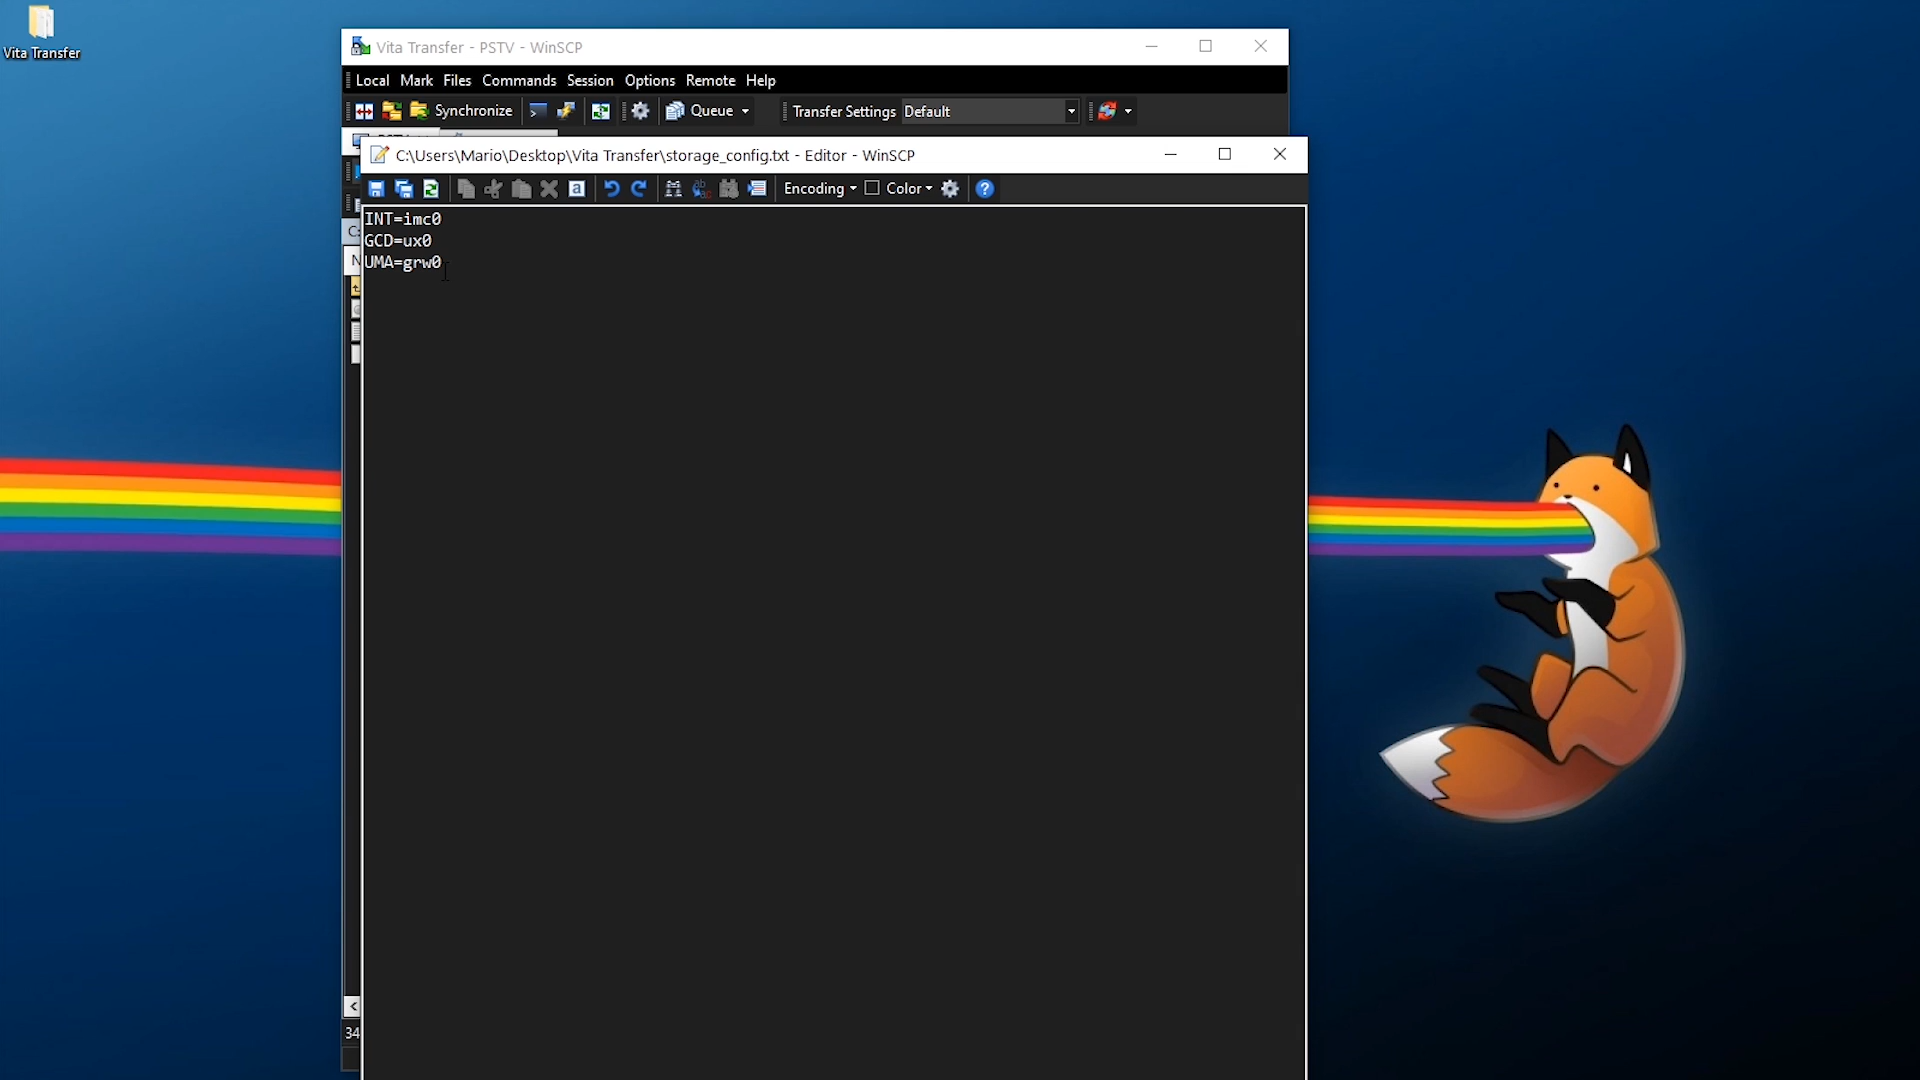 Vita Transfer
Vita Transfer - PSTV - WinSCP
Local Mark Files Commands Session Options Remote Help
Synchronize Queue Transfer Settings Default
C:\Users\Mario\Desktop\Vita Transfer\storage_config.txt - Editor - WinSCP
Encoding Color
INT=imc0
GCD=ux0
UMA=grw0
C:
N
34